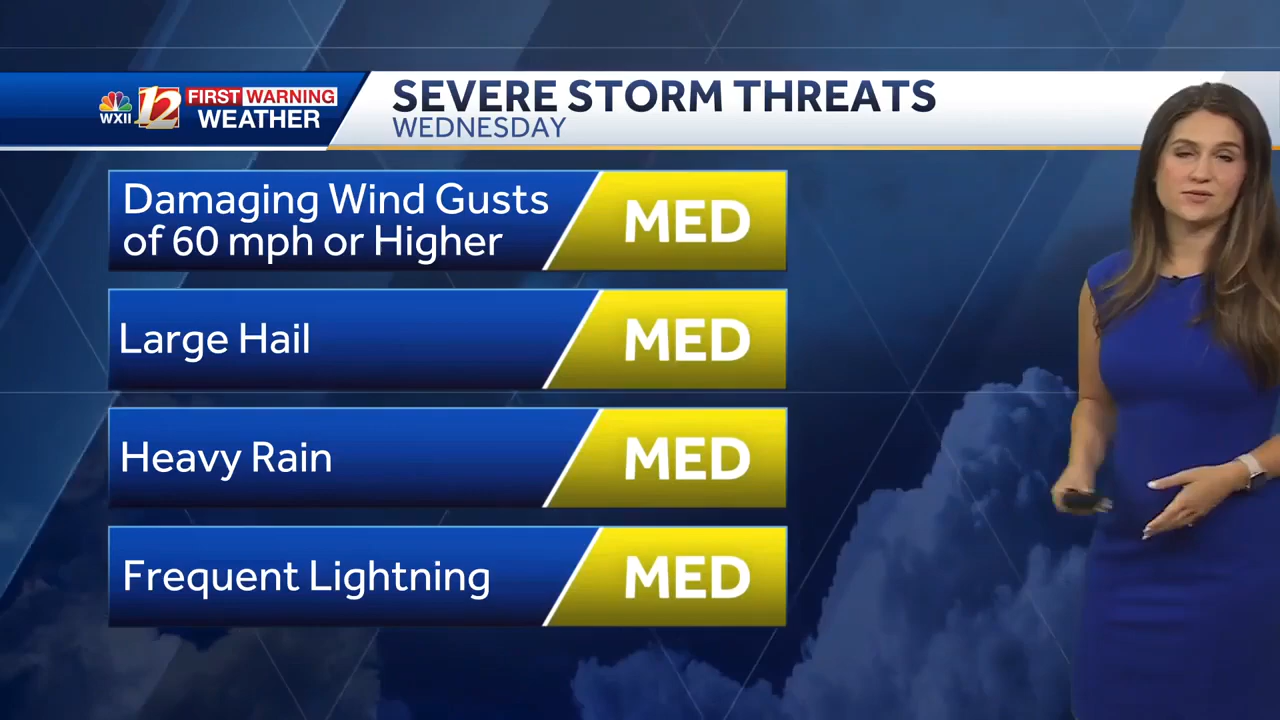 WXII 12 FIRST WARNING
WEATHER
SEVERE STORM THREATS
WEDNESDAY
Damaging Wind Gusts
of 60 mph or Higher
MED
Large Hail
MED
Heavy Rain
MED
Frequent Lightning
MED